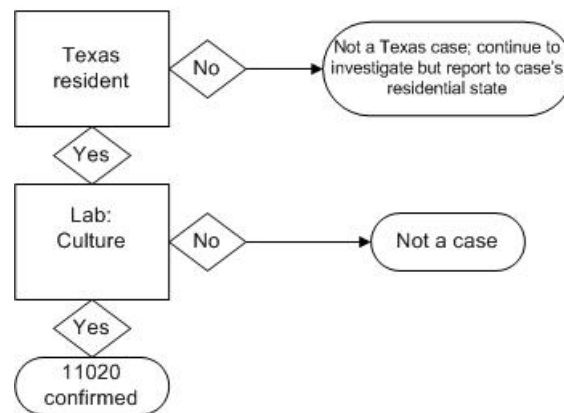 Texas
resident
No
Not a Texas case; continue to
investigate but report to case's
residential state
Yes
Lab:
Culture
No
Not a case
Yes
11020
confirmed